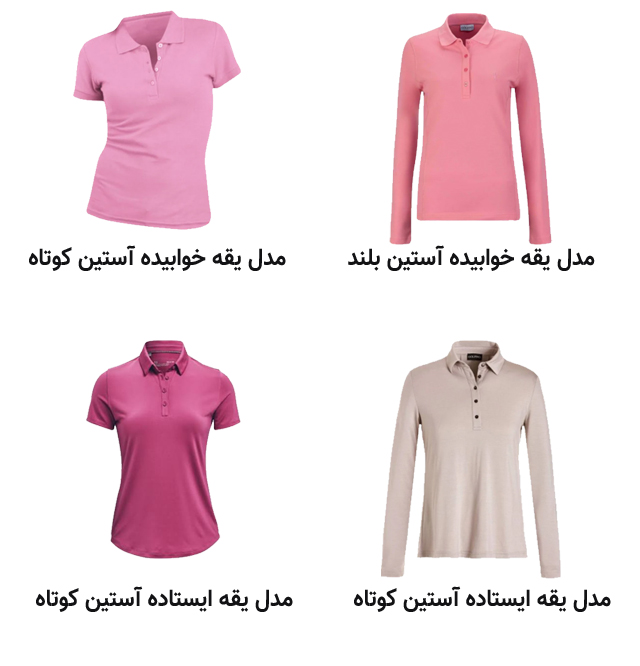 مدل یقه خوابیده آستین بلند
مدل یقه خوابیده آستین کوتاه
مدل یقه ایستاده آستین کوتاه
مدل یقه ایستاده آستین کوتاه